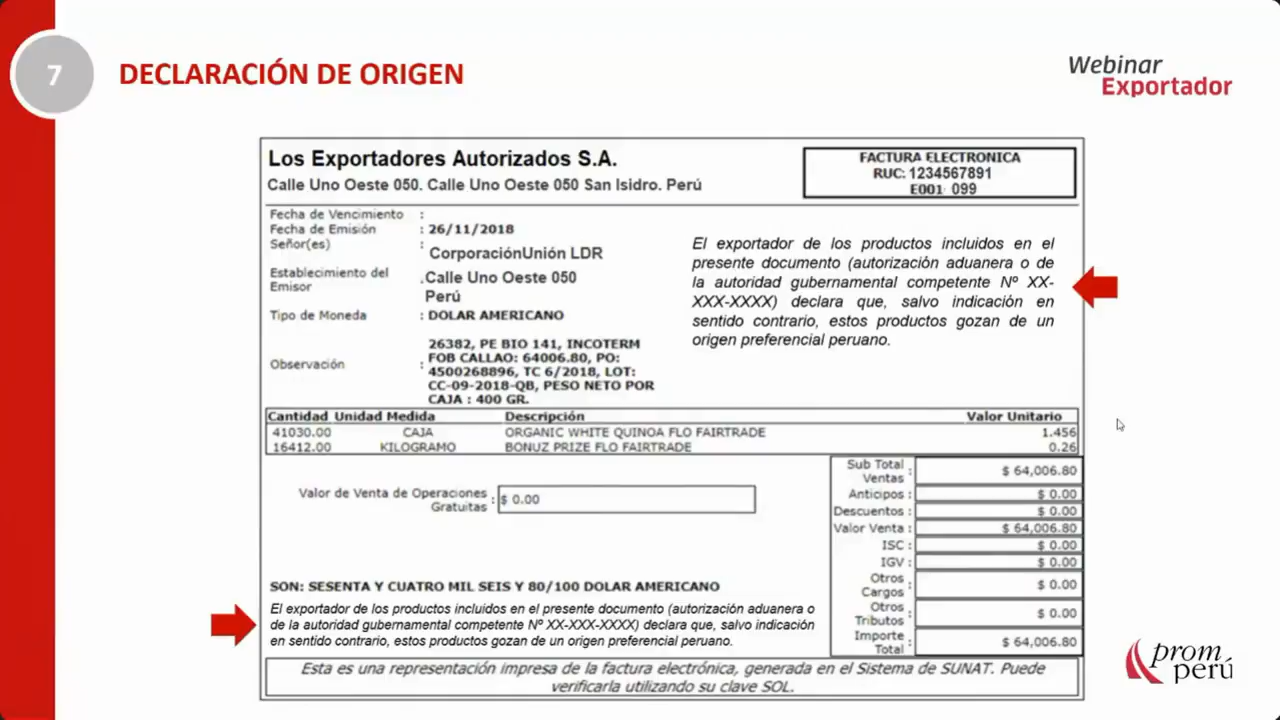 7
DECLARACIÓN DE ORIGEN
Webinar
Exportador
Los Exportadores Autorizados S.A.
Calle Uno Oeste 050. Calle Uno Oeste 050 San Isidro. Perú
FACTURA ELECTRONICA
RUC: 1234567891
E001- 099
Fecha de Vencimiento :
Fecha de Emisión : 26/11/2018
Señor(es) : CorporaciónUnión LDR
Establecimiento del
Emisor
.Calle Uno Oeste 050
Perú
Tipo de Moneda : DOLAR AMERICANO
Observación :
26382, PE BIO 141, INCOTERM
FOB CALLAO: 64006.80, PO:
4500268896, TC 6/2018, LOT:
CC-09-2018-QB, PESO NETO POR
CAJA : 400 GR.
El exportador de los productos incluidos en el
presente documento (autorización aduanera o de
la autoridad gubernamental competente Nº XX-
XXX-XXXX) declara que, salvo indicación en
sentido contrario, estos productos gozan de un
origen preferencial peruano.
Cantidad Unidad Medida Descripción Valor Unitario
41030.00 CAJA ORGANIC WHITE QUINOA FLO FAIRTRADE 1.456
16412.00 KILOGRAMO BONUZ PRIZE FLO FAIRTRADE 0.26
Valor de Venta de Operaciones
Gratuitas : $ 0.00
Sub Total
Ventas : $ 64,006.80
Anticipos : $ 0.00
Descuentos : $ 0.00
Valor Venta : $ 64,006.80
ISC : $ 0.00
IGV : $ 0.00
Otros
Cargos : $ 0.00
Otros
Tributos : $ 0.00
Importe
Total : $ 64,006.80
SON: SESENTA Y CUATRO MIL SEIS Y 80/100 DOLAR AMERICANO
El exportador de los productos incluidos en el presente documento (autorización aduanera o
de la autoridad gubernamental competente Nº XX-XXX-XXXX) declara que, salvo indicación
en sentido contrario, estos productos gozan de un origen preferencial peruano.
Esta es una representación impresa de la factura electrónica, generada en el Sistema de SUNAT. Puede
verificarla utilizando su clave SOL.
prom
perú